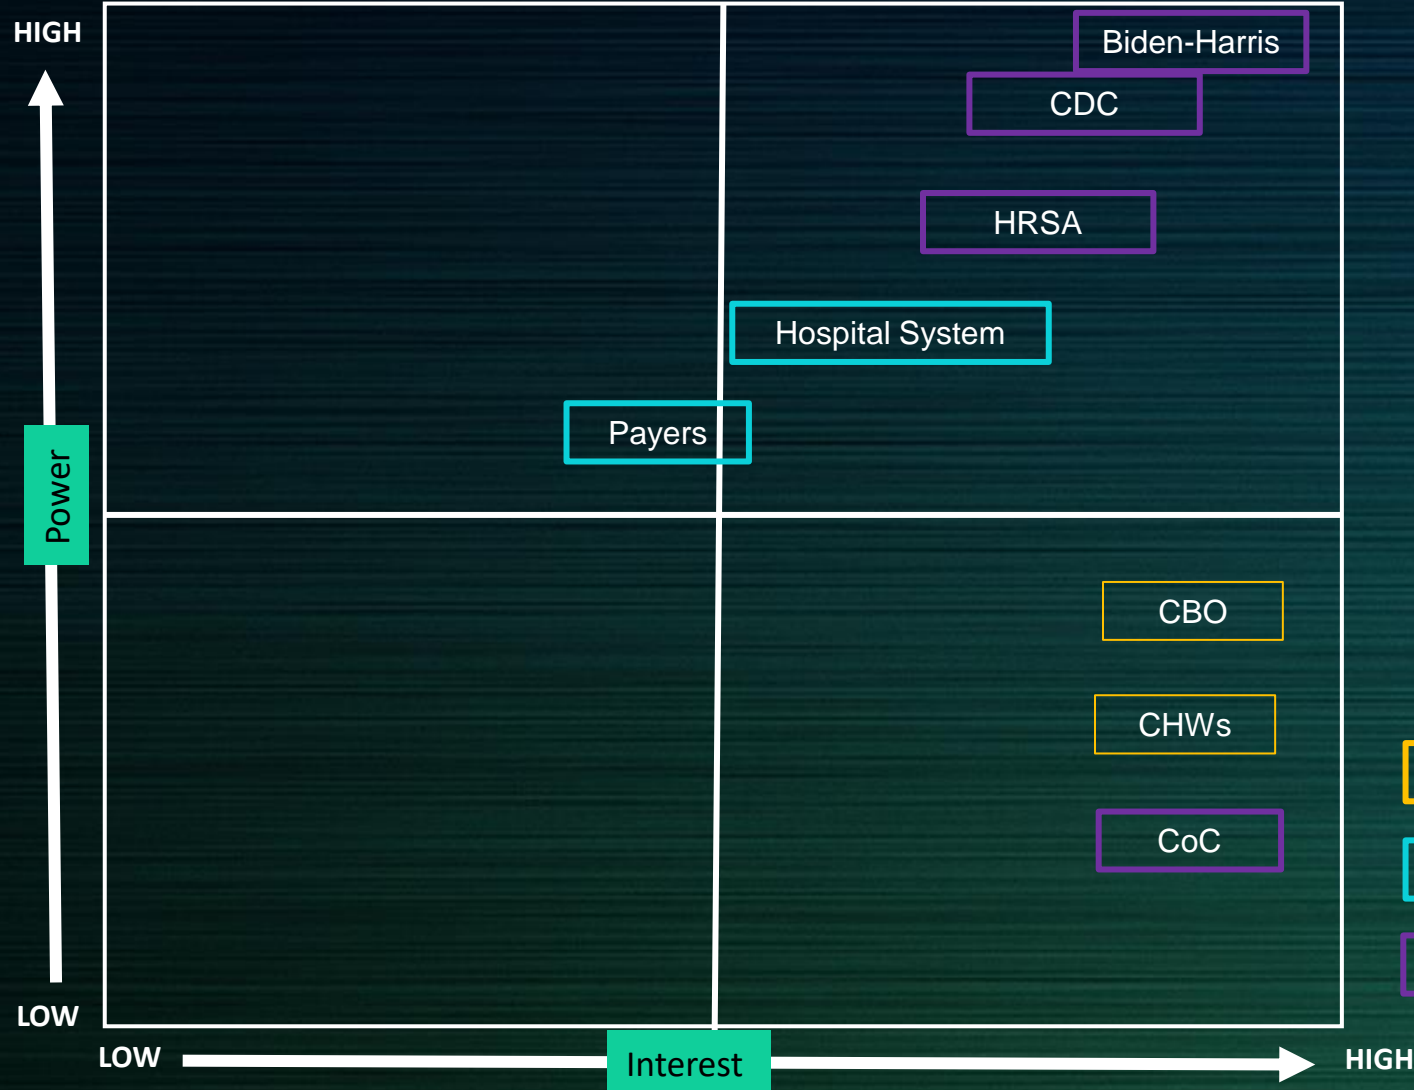 HIGH
Biden-Harris
CDC
HRSA
Hospital System
Payers
Power
CBO
CHWs
CoC
LOW
LOW
Interest
HIGH